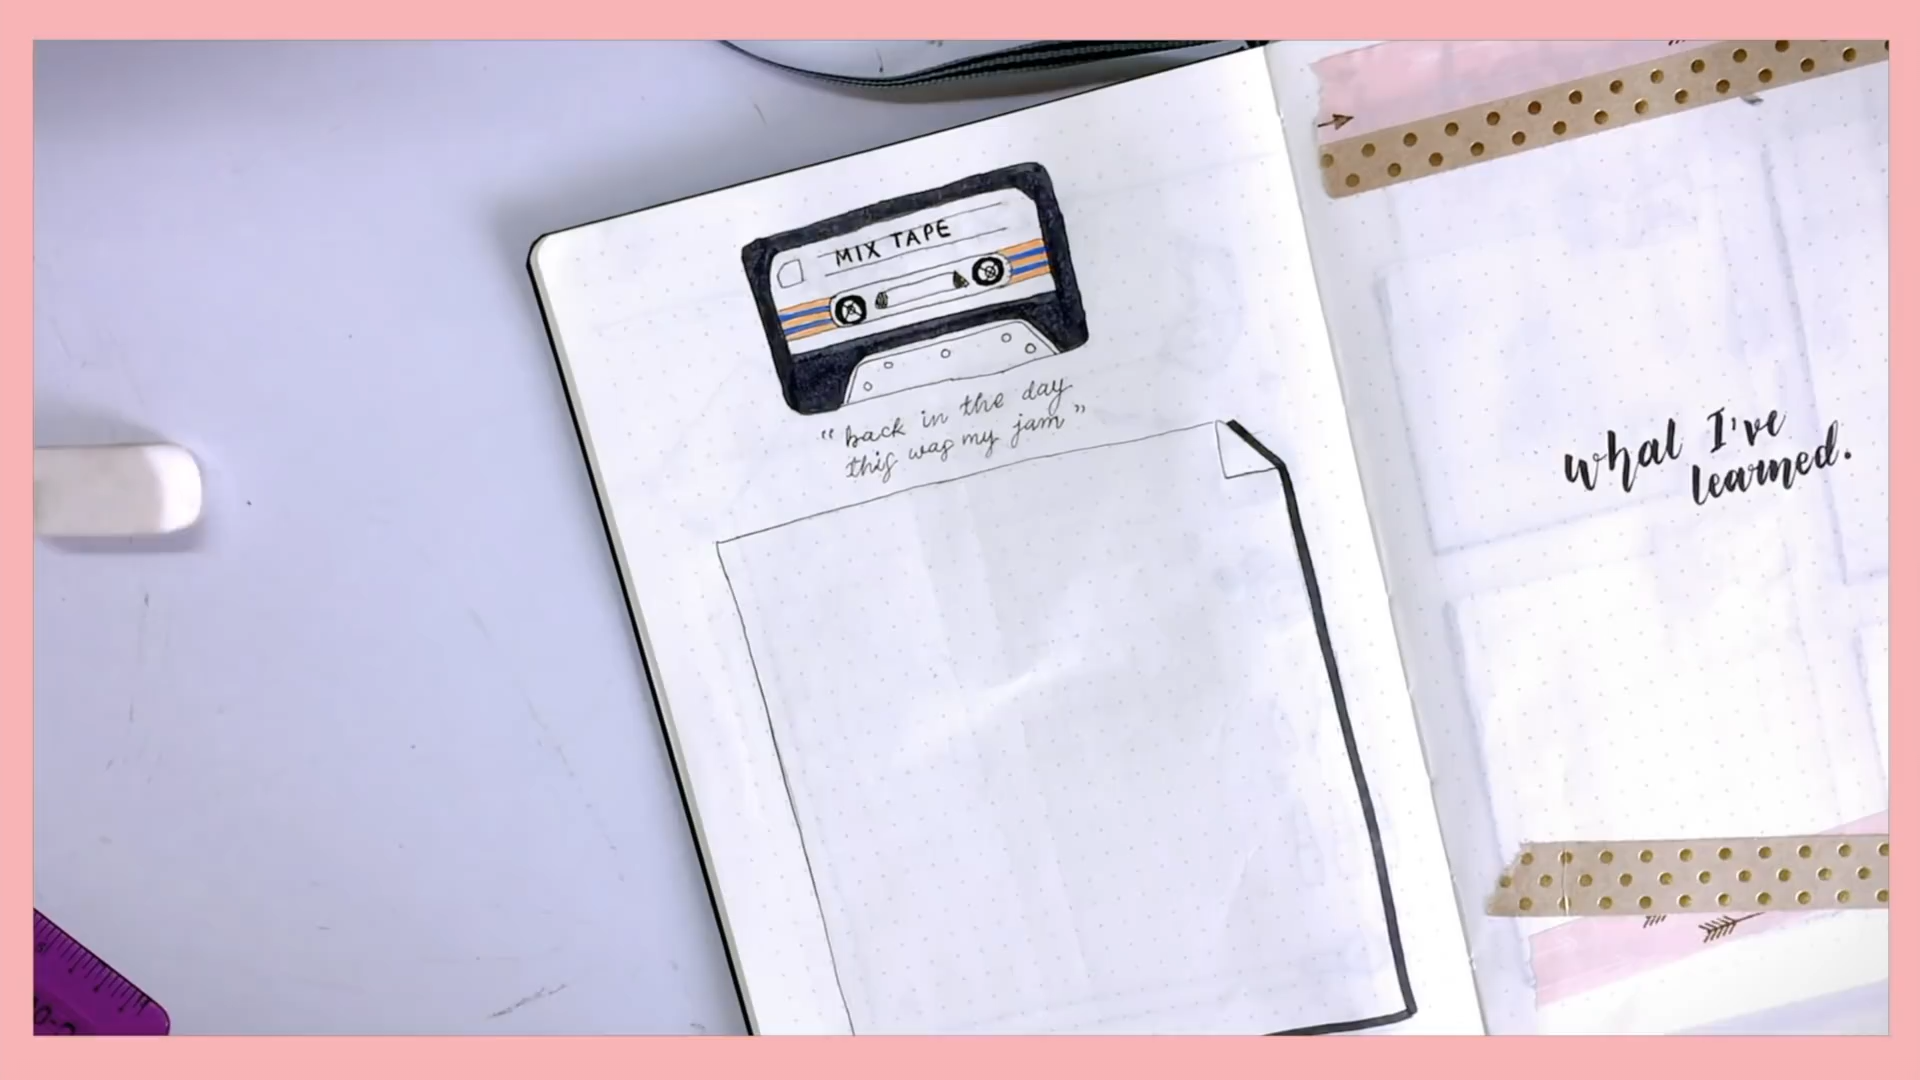 MIX TAPE
“back in the day
this was my jam”
what I've
learned.